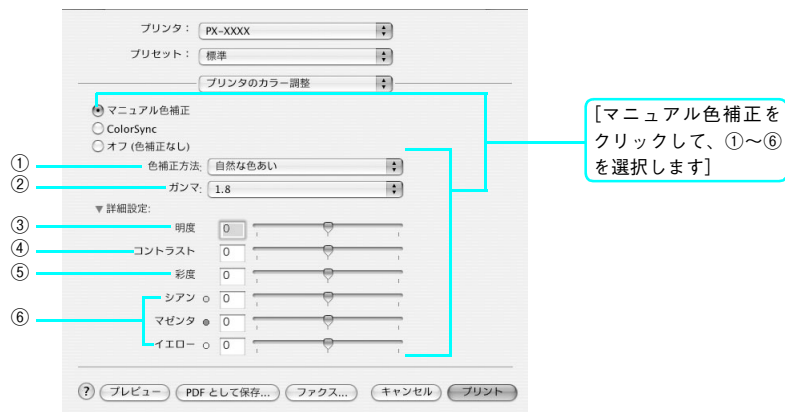 プリンタ： PX-XXXX
プリセット： 標準
プリンタのカラー調整
マニュアル色補正
ColorSync
オフ (色補正なし)
① 色補正方法: 自然な色あい
② ガンマ: 1.8
▼ 詳細設定:
③ 明度 0
④ コントラスト 0
⑤ 彩度 0
⑥
シアン 0
マゼンタ 0
イエロー 0
? プレビュー PDF として保存... ファクス... キャンセル プリント
[マニュアル色補正を
クリックして、①〜⑥
を選択します]